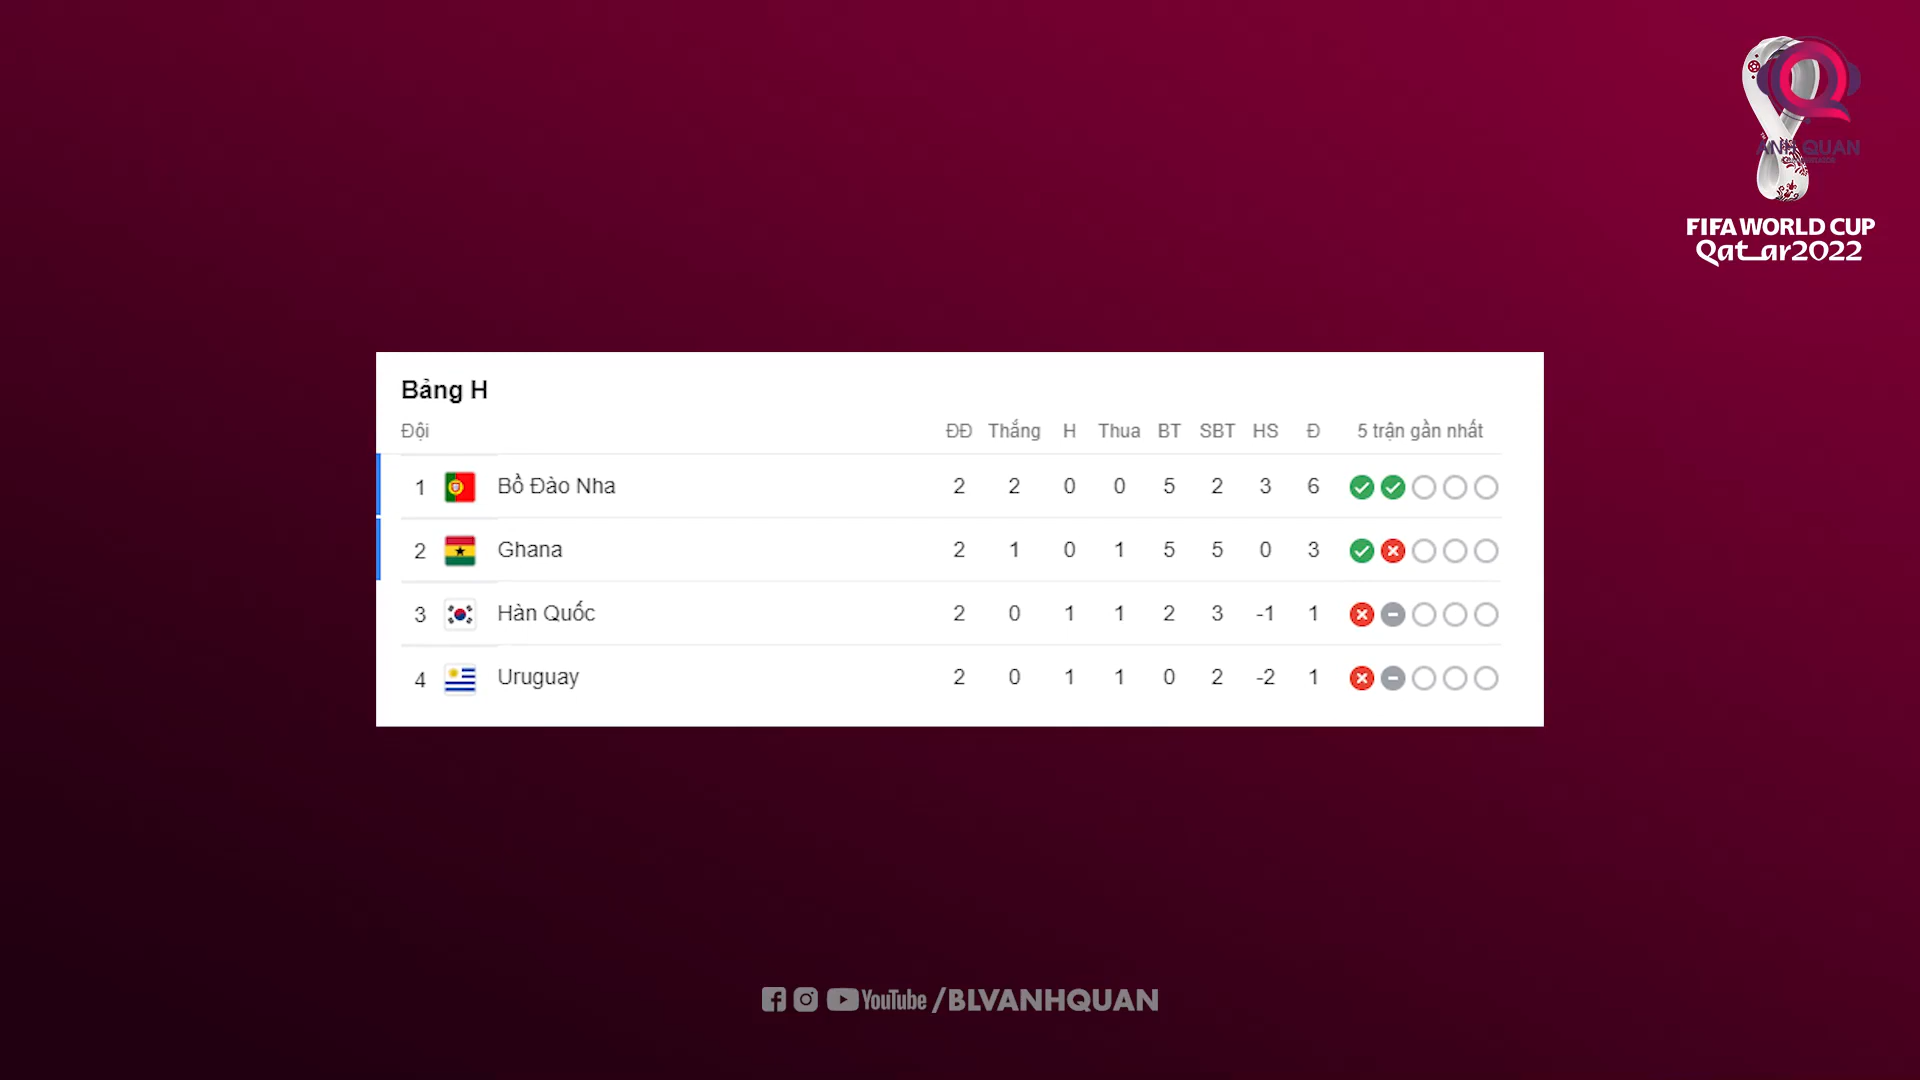 ANH QUAN
FIFA WORLD CUP
Qatar2022
Bảng H
Đội ĐĐ Thắng H Thua BT SBT HS Đ 5 trận gần nhất
1 Bồ Đào Nha 2 2 0 0 5 2 3 6
2 Ghana 2 1 0 1 5 5 0 3
3 Hàn Quốc 2 0 1 1 2 3 -1 1
4 Uruguay 2 0 1 1 0 2 -2 1
YouTube /BLVANHQUAN